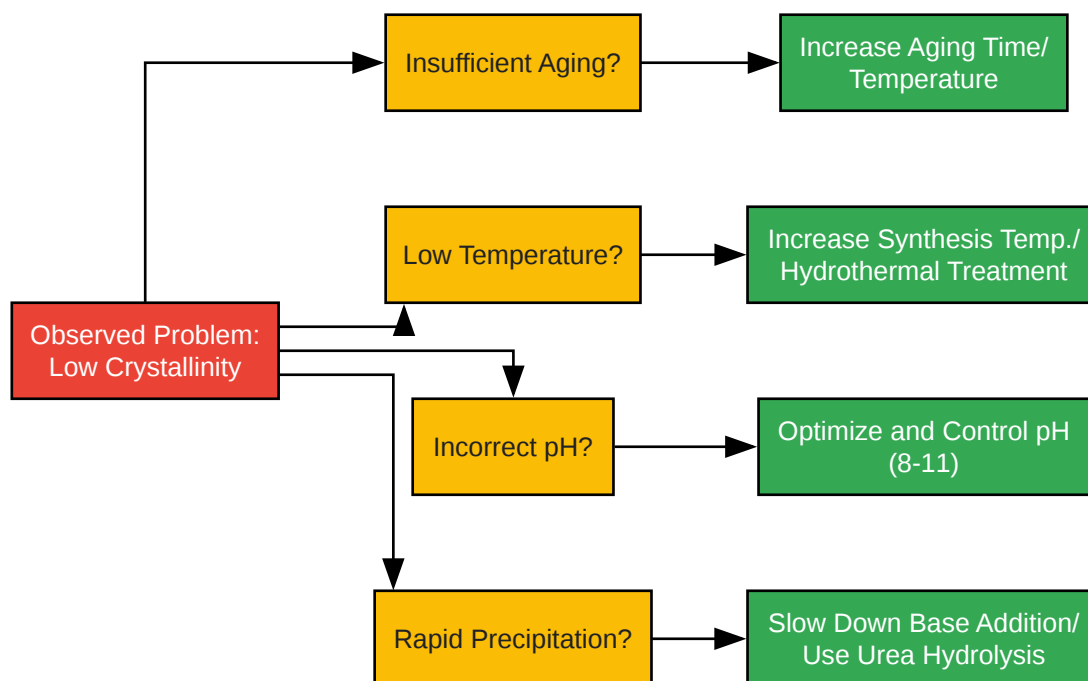 Insufficient Aging?
Increase Aging Time/
Temperature
Low Temperature?
Increase Synthesis Temp./
Hydrothermal Treatment
Observed Problem:
Low Crystallinity
Incorrect pH?
Optimize and Control pH
(8-11)
Rapid Precipitation?
Slow Down Base Addition/
Use Urea Hydrolysis